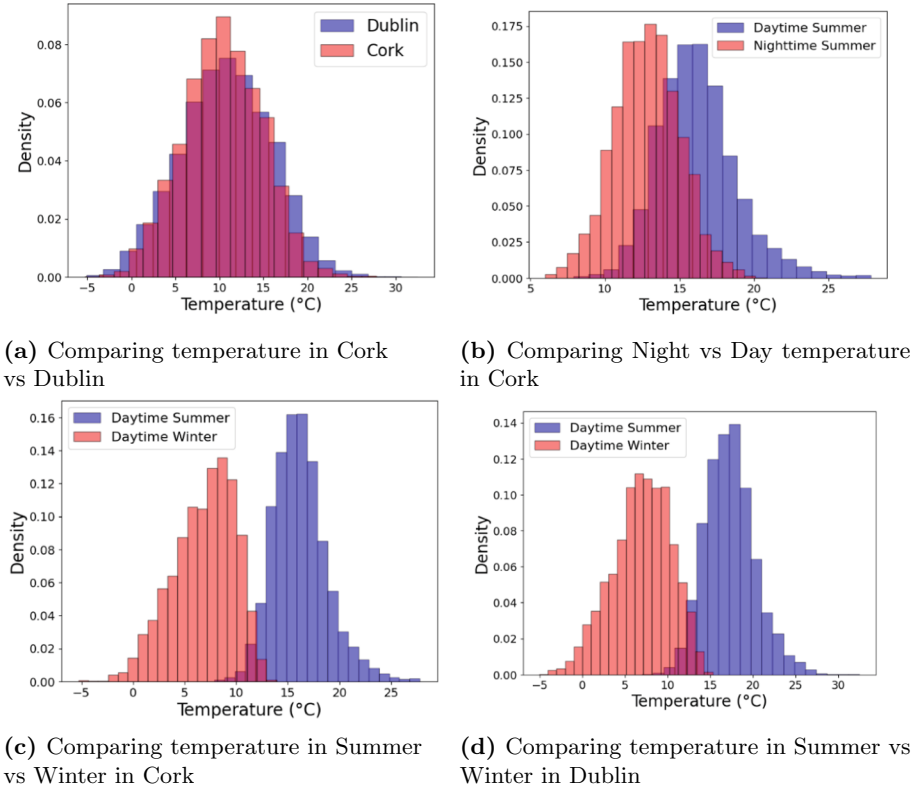 Dublin
Cork
0.08
0.06
0.04
0.02
0.00
Density
−5 0 5 10 15 20 25 30
Temperature (°C)
(a) Comparing temperature in Cork
vs Dublin
Daytime Summer
Nighttime Summer
0.175
0.150
0.125
0.100
0.075
0.050
0.025
0.000
Density
5 10 15 20 25
Temperature (°C)
(b) Comparing Night vs Day temperature
in Cork
Daytime Summer
Daytime Winter
0.16
0.14
0.12
0.10
0.08
0.06
0.04
0.02
0.00
Density
−5 0 5 10 15 20 25
Temperature (°C)
(c) Comparing temperature in Summer
vs Winter in Cork
Daytime Summer
Daytime Winter
0.14
0.12
0.10
0.08
0.06
0.04
0.02
0.00
Density
−5 0 5 10 15 20 25 30
Temperature (°C)
(d) Comparing temperature in Summer vs
Winter in Dublin